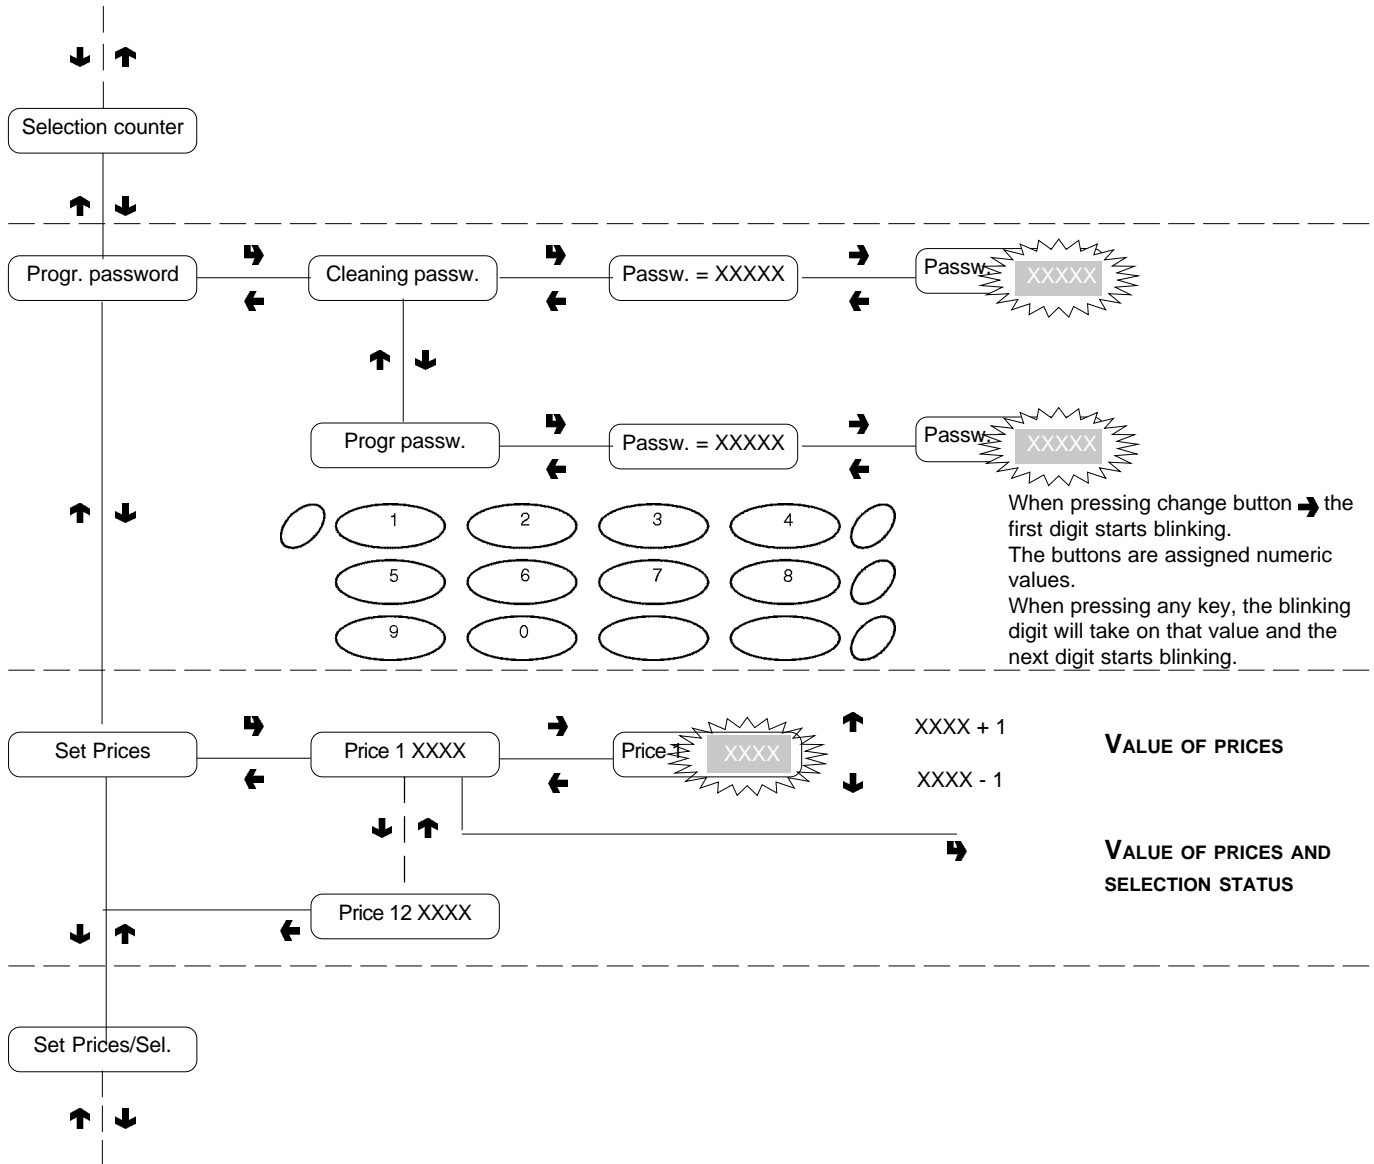 Selection counter
Progr. password
Cleaning passw.
Passw. = XXXXX
Passw.
XXXXX
Progr passw.
Passw. = XXXXX
Passw.
XXXXX
1 2 3 4
5 6 7 8
9 0
When pressing change button → the
first digit starts blinking.
The buttons are assigned numeric
values.
When pressing any key, the blinking
digit will take on that value and the
next digit starts blinking.
Set Prices
Price 1 XXXX
Price 1
XXXX
XXXX + 1
XXXX - 1
VALUE OF PRICES
VALUE OF PRICES AND
SELECTION STATUS
Price 12 XXXX
Set Prices/Sel.